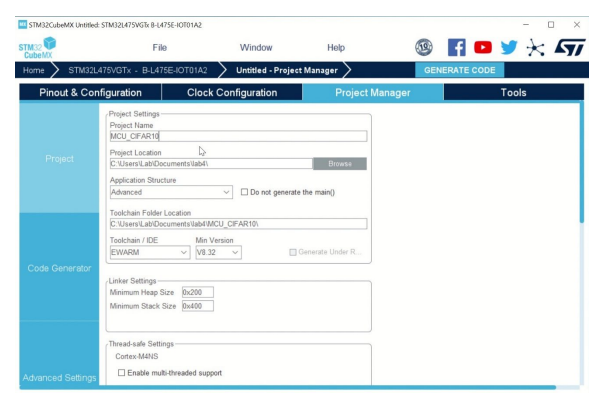 MX STM32CubeMX Untitled: STM32L475VGTx B-L475E-IOT01A2
STM32 CubeMX
File Window Help
Home STM32L475VGTx - B-L475E-IOT01A2 Untitled - Project Manager GENERATE CODE
Pinout & Configuration Clock Configuration Project Manager Tools
Project
Code Generator
Advanced Settings
Project Settings
Project Name
MCU_CIFAR10
Project Location
C:\Users\Lab\Documents\lab4\ Browse
Application Structure
Advanced Do not generate the main()
Toolchain Folder Location
C:\Users\Lab\Documents\lab4\MCU_CIFAR10\
Toolchain / IDE Min Version
EWARM V8.32 Generate Under R...
Linker Settings
Minimum Heap Size 0x200
Minimum Stack Size 0x400
Thread-safe Settings
Cortex-M4NS
Enable multi-threaded support